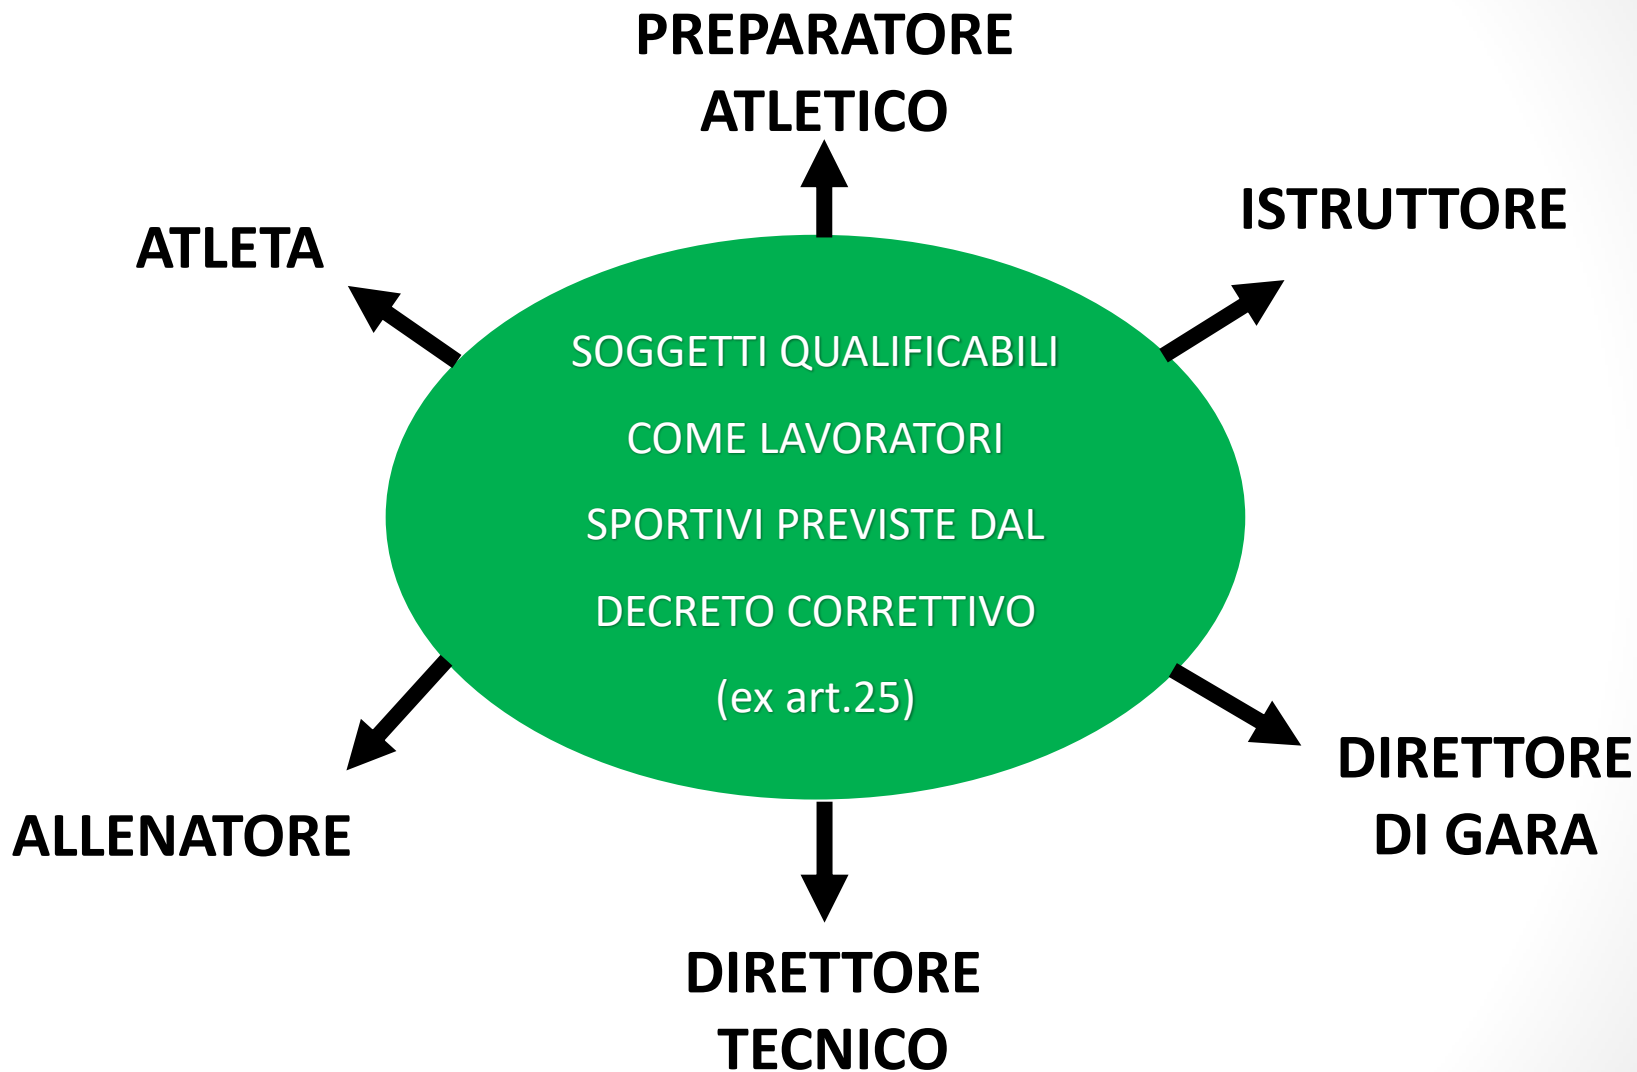 PREPARATORE
ATLETICO
ISTRUTTORE
ATLETA
SOGGETTI QUALIFICABILI
COME LAVORATORI
SPORTIVI PREVISTE DAL
DECRETO CORRETTIVO
(ex art.25)
DIRETTORE
DI GARA
ALLENATORE
DIRETTORE
TECNICO